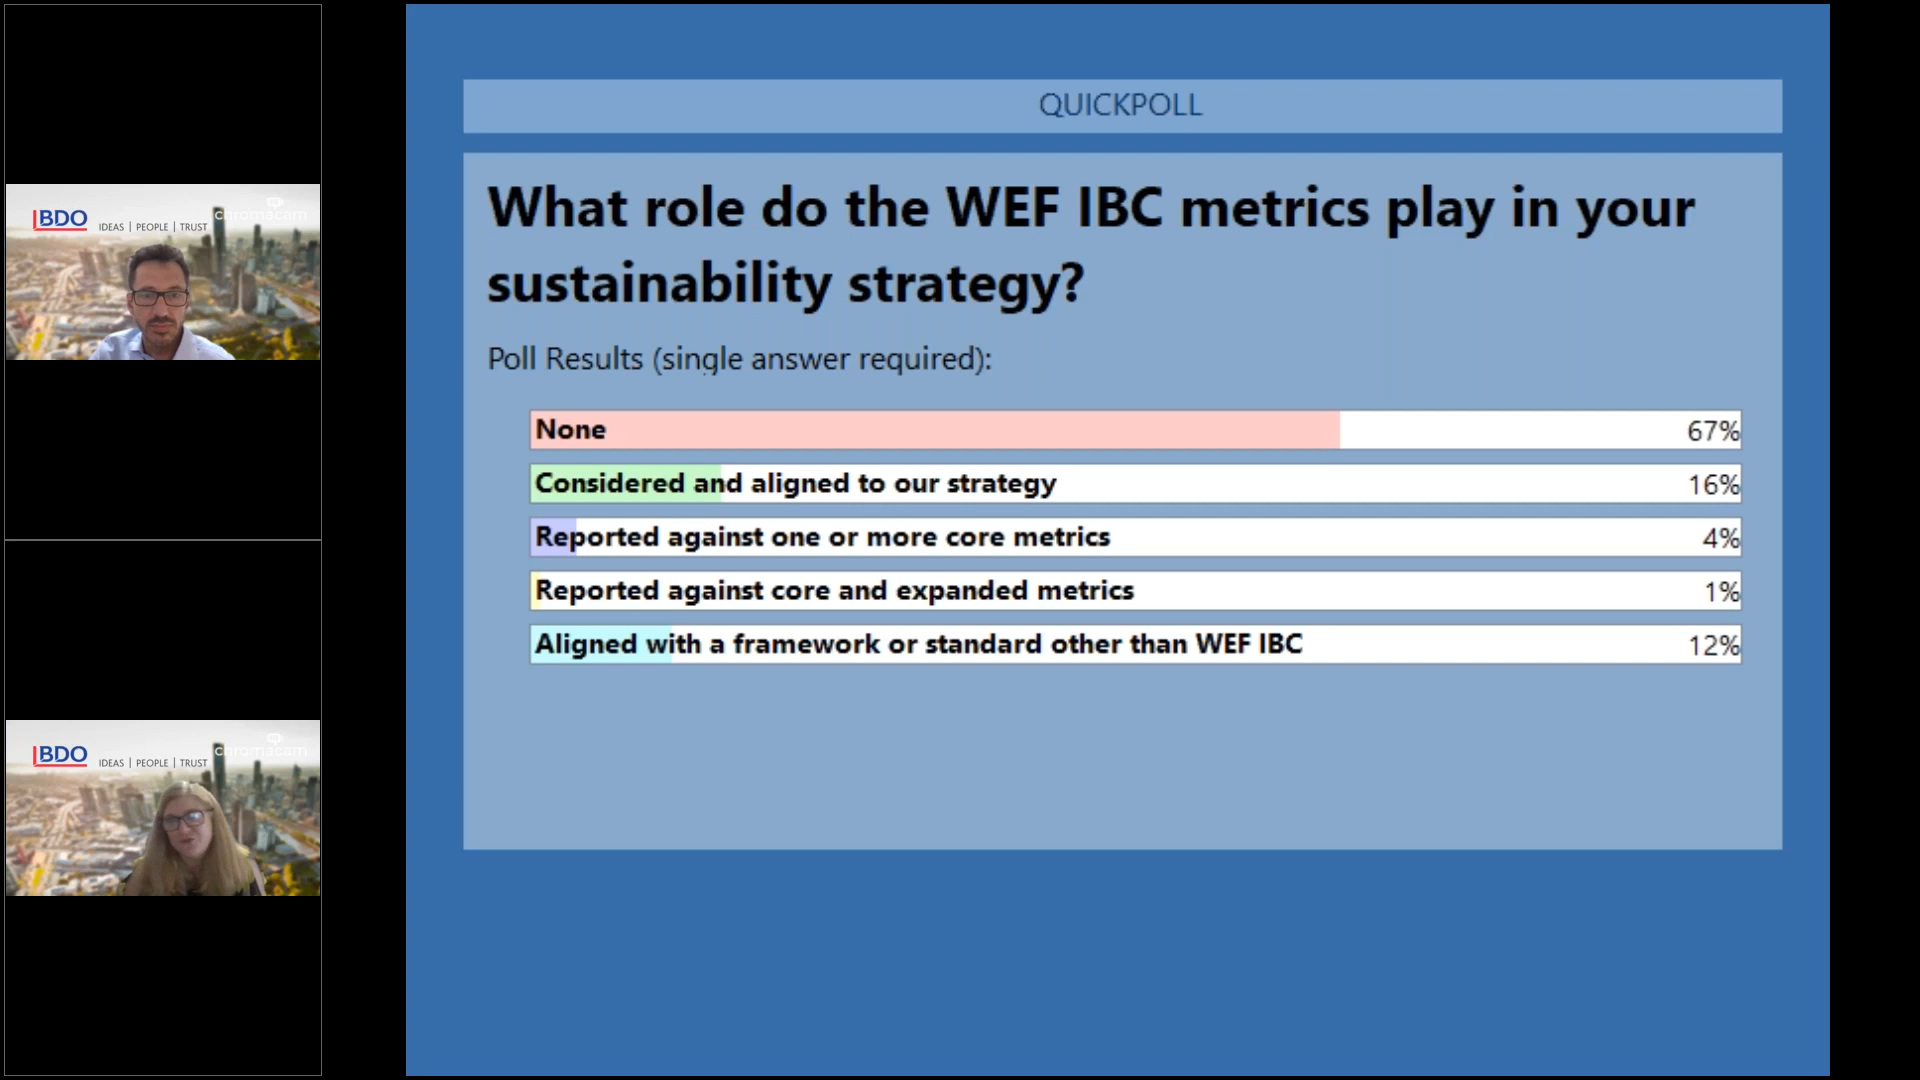 BDO
IDEAS | PEOPLE | TRUST
chromacam
BDO
IDEAS | PEOPLE | TRUST
chromacam
QUICKPOLL
What role do the WEF IBC metrics play in your
sustainability strategy?
Poll Results (single answer required):
None 67%
Considered and aligned to our strategy 16%
Reported against one or more core metrics 4%
Reported against core and expanded metrics 1%
Aligned with a framework or standard other than WEF IBC 12%